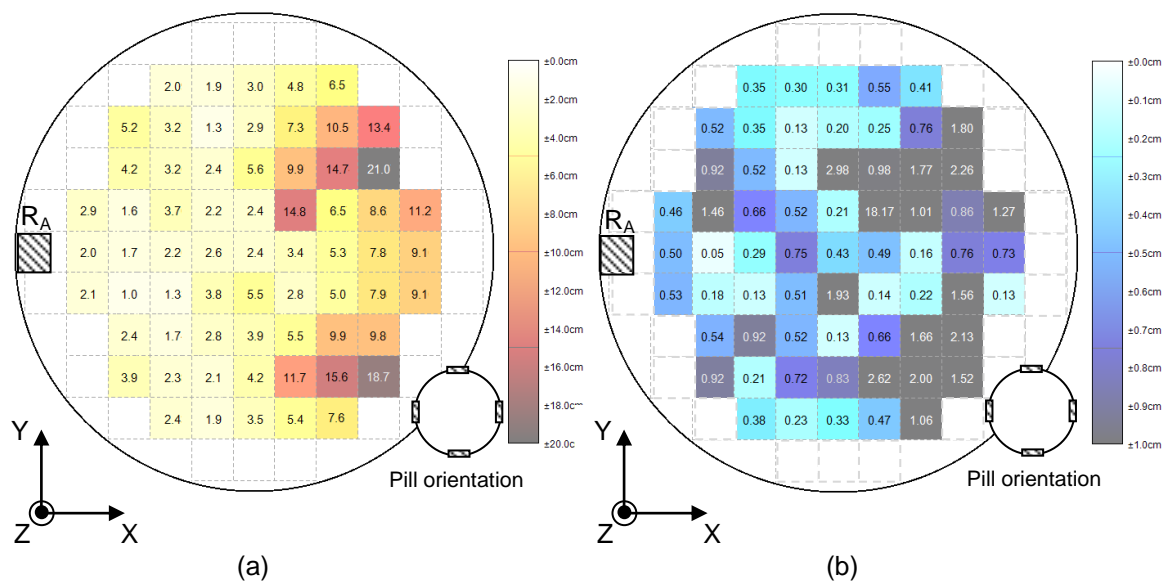 ±0.0cm
±2.0cm
±4.0cm
±6.0cm
±8.0cm
±10.0cm
±12.0cm
±14.0cm
±16.0cm
±18.0cm
±20.0c
2.0 1.9 3.0 4.8 6.5
5.2 3.2 1.3 2.9 7.3 10.5 13.4
4.2 3.2 2.4 5.6 9.9 14.7 21.0
2.9 1.6 3.7 2.2 2.4 14.8 6.5 8.6 11.2
RA
2.0 1.7 2.2 2.6 2.4 3.4 5.3 7.8 9.1
2.1 1.0 1.3 3.8 5.5 2.8 5.0 7.9 9.1
2.4 1.7 2.8 3.9 5.5 9.9 9.8
3.9 2.3 2.1 4.2 11.7 15.6 18.7
2.4 1.9 3.5 5.4 7.6
Y
Z
X
Pill orientation
(a)
±0.0cm
±0.1cm
±0.2cm
±0.3cm
±0.4cm
±0.5cm
±0.6cm
±0.7cm
±0.8cm
±0.9cm
±1.0cm
0.35 0.30 0.31 0.55 0.41
0.52 0.35 0.13 0.20 0.25 0.76 1.80
0.92 0.52 0.13 2.98 0.98 1.77 2.26
0.46 1.46 0.66 0.52 0.21 18.17 1.01 0.86 1.27
RA
0.50 0.05 0.29 0.75 0.43 0.49 0.16 0.76 0.73
0.53 0.18 0.13 0.51 1.93 0.14 0.22 1.56 0.13
0.54 0.92 0.52 0.13 0.66 1.66 2.13
0.92 0.21 0.72 0.83 2.62 2.00 1.52
0.38 0.23 0.33 0.47 1.06
Y
Z
X
Pill orientation
(b)